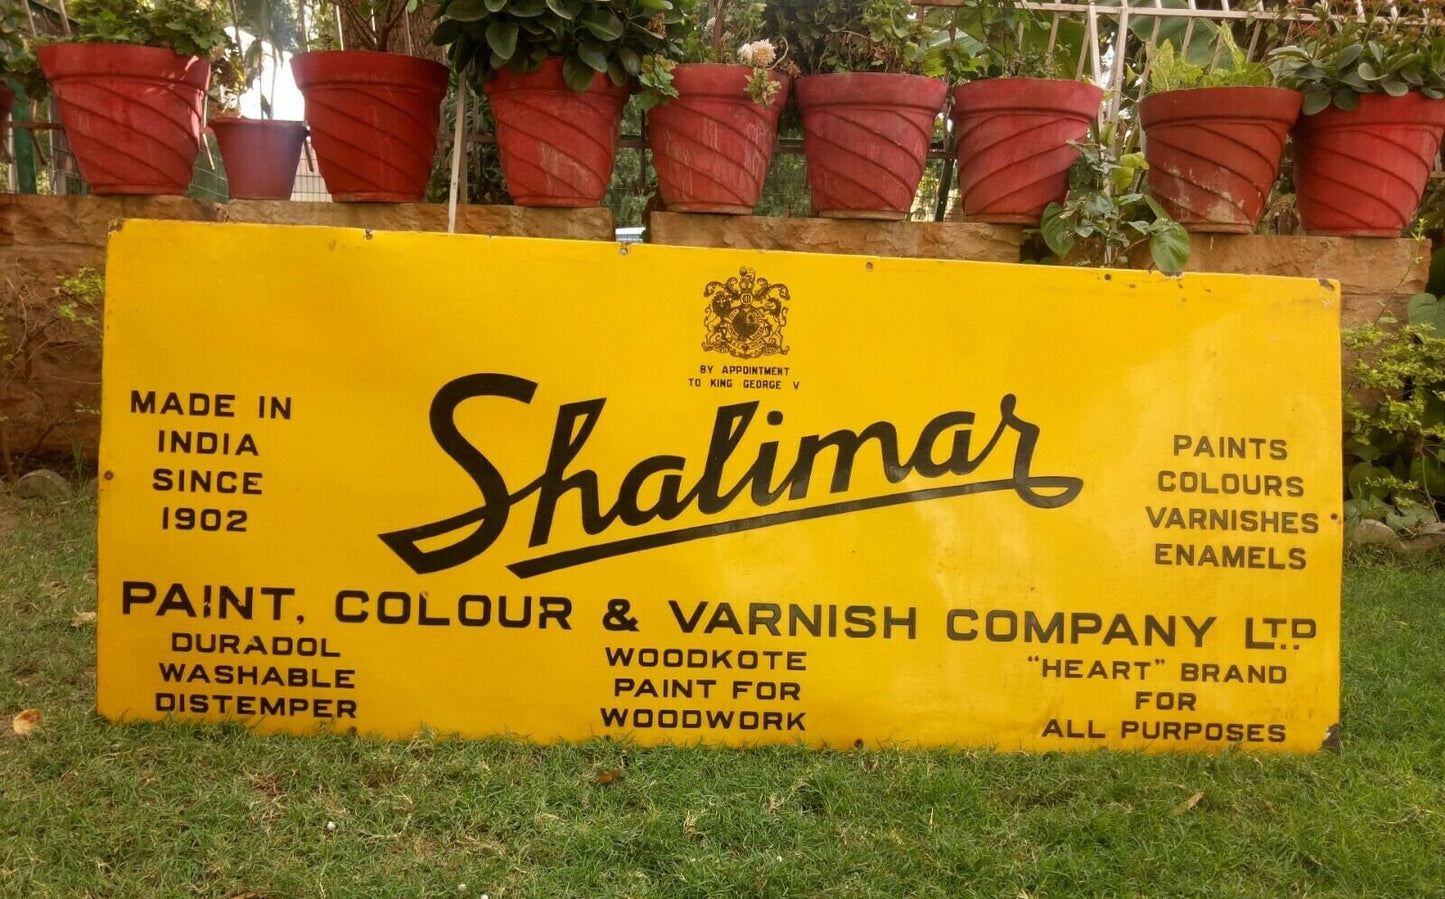 BY APPOINTMENT
TO KING GEORGE V
MADE IN
INDIA
SINCE
1902
Shalimar
PAINTS
COLOURS
VARNISHES
ENAMELS
PAINT, COLOUR & VARNISH COMPANY LTD
DURADOL
WASHABLE
DISTEMPER
WOODKOTE
PAINT FOR
WOODWORK
"HEART" BRAND
FOR
ALL PURPOSES